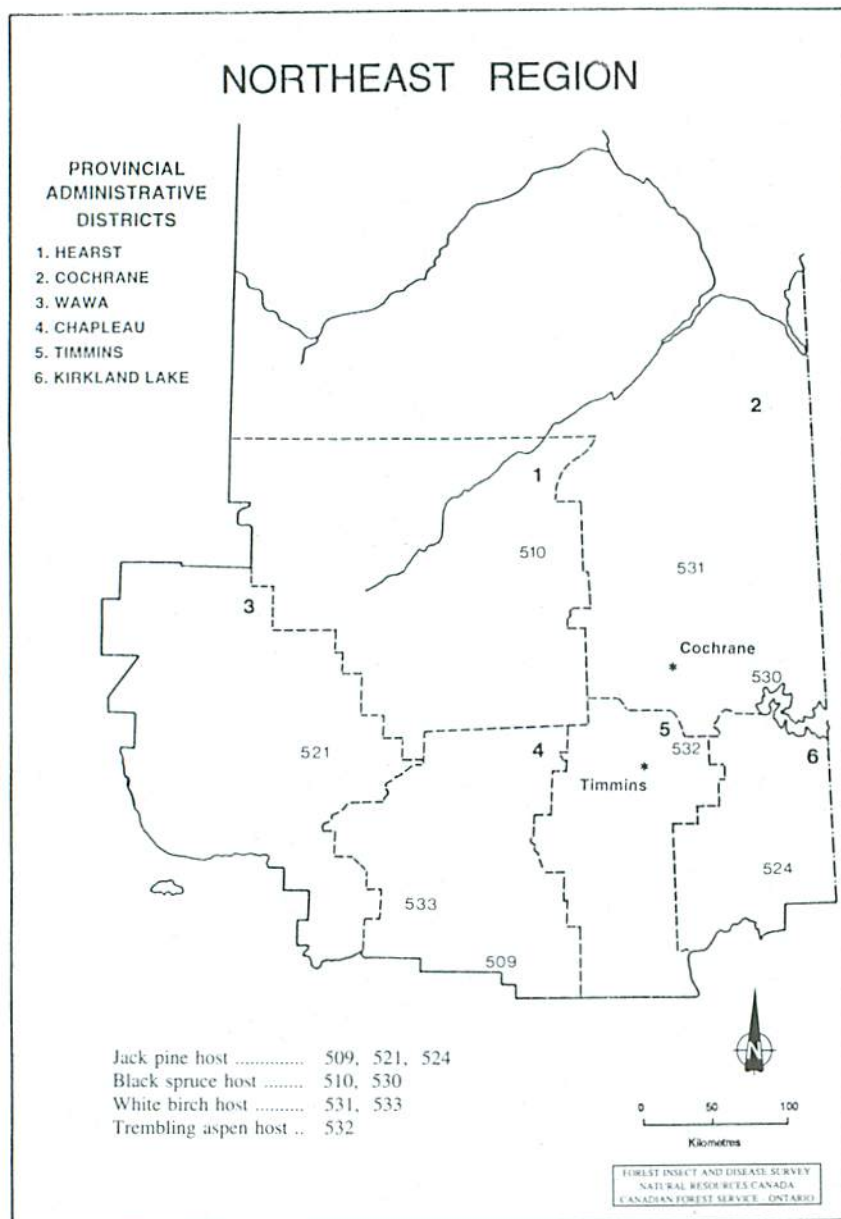 NORTHEAST REGION
PROVINCIAL
ADMINISTRATIVE
DISTRICTS
1. HEARST
2. COCHRANE
3. WAWA
4. CHAPLEAU
5. TIMMINS
6. KIRKLAND LAKE
2
1
510
531
3
Cochrane
*
530
5
4
532
6
521
*
Timmins
524
533
509
N
Jack pine host .............. 509, 521, 524
Black spruce host ........ 510, 530
White birch host .......... 531, 533
Trembling aspen host .. 532
0 50 100
Kilometres
FOREST INSECT AND DISEASE SURVEY
NATURAL RESOURCES CANADA
CANADIAN FOREST SERVICE - ONTARIO